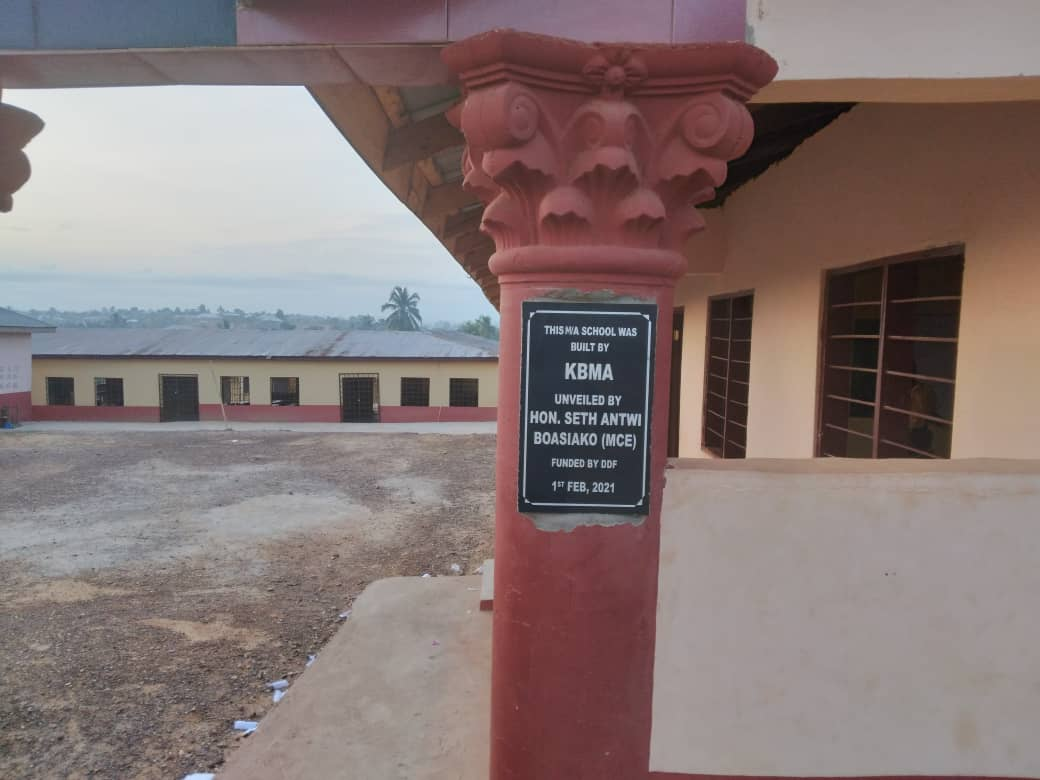 THIS M/A SCHOOL WAS
BUILT BY
KBMA
UNVEILED BY
HON. SETH ANTWI
BOASIAKO (MCE)
FUNDED BY DDF
1ST FEB, 2021